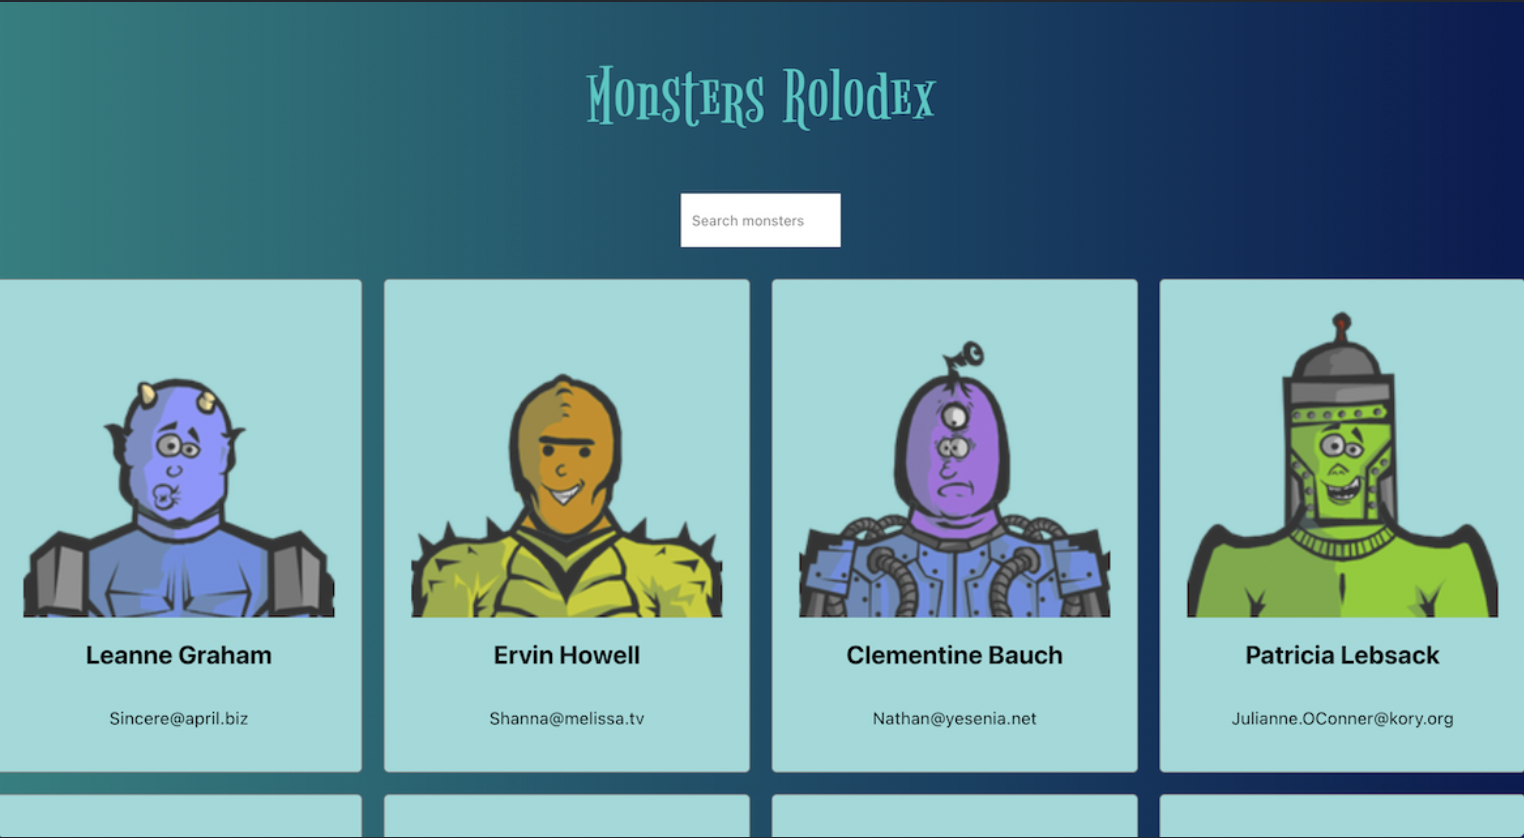 Monsters Rolodex
Search monsters
Leanne Graham
Sincere@april.biz
Ervin Howell
Shanna@melissa.tv
Clementine Bauch
Nathan@yesenia.net
Patricia Lebsack
Julianne.OConner@kory.org